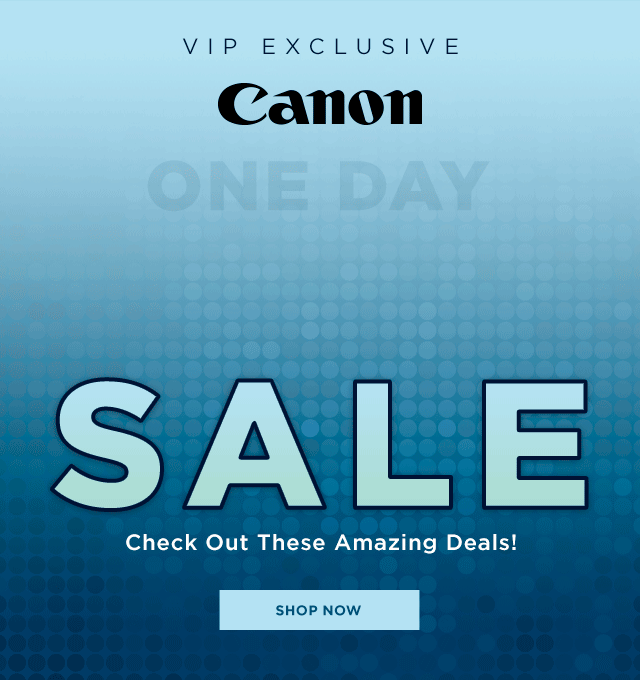 VIP EXCLUSIVE
Canon
ONE DAY
SALE
Check Out These Amazing Deals!
SHOP NOW